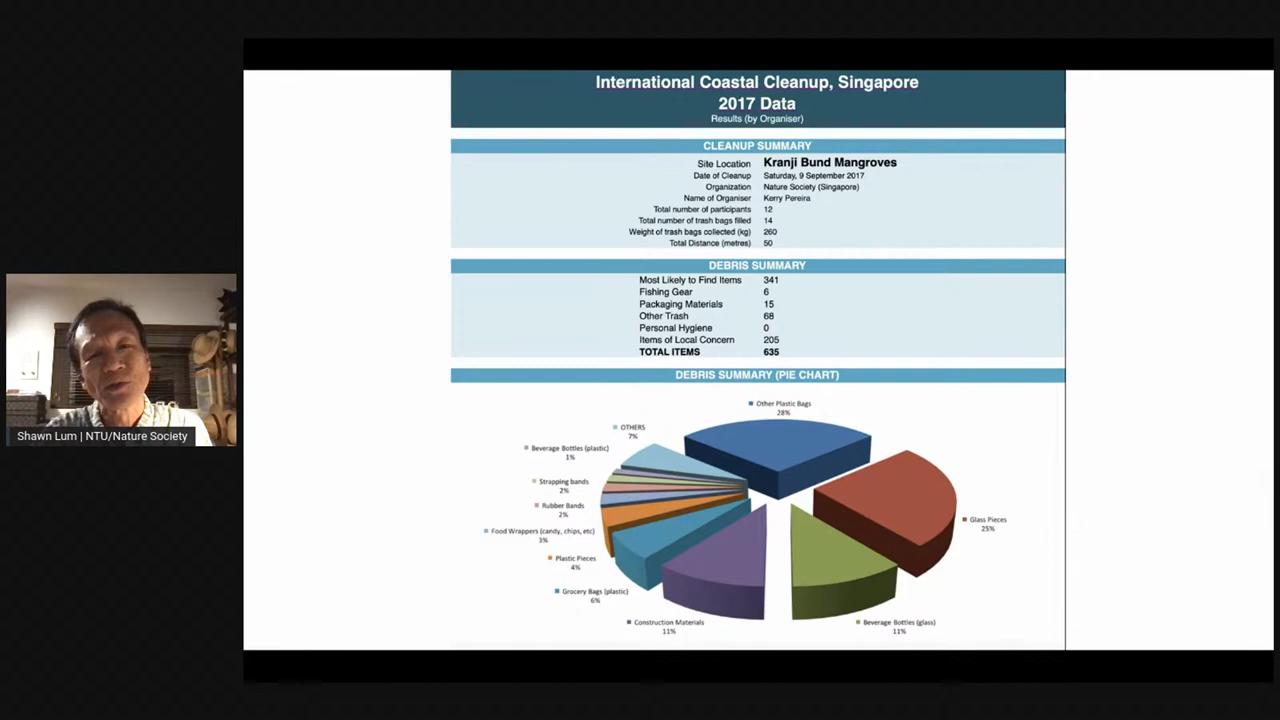 International Coastal Cleanup, Singapore
2017 Data
Results (by Organiser)
CLEANUP SUMMARY
Site Location Kranji Bund Mangroves
Date of Cleanup Saturday, 9 September 2017
Organization Nature Society (Singapore)
Name of Organiser Kerry Pereira
Total number of participants 12
Total number of trash bags filled 14
Weight of trash bags collected (kg) 260
Total Distance (metres) 50
DEBRIS SUMMARY
Most Likely to Find Items 341
Fishing Gear 6
Packaging Materials 15
Other Trash 68
Personal Hygiene 0
Items of Local Concern 205
TOTAL ITEMS 635
DEBRIS SUMMARY (PIE CHART)
Other Plastic Bags
28%
OTHERS
7%
Beverage Bottles (plastic)
1%
Strapping bands
2%
Rubber Bands
2%
Food Wrappers (candy, chips, etc)
3%
Plastic Pieces
4%
Grocery Bags (plastic)
6%
Construction Materials
11%
Beverage Bottles (glass)
11%
Glass Pieces
25%
Shawn Lum | NTU/Nature Society